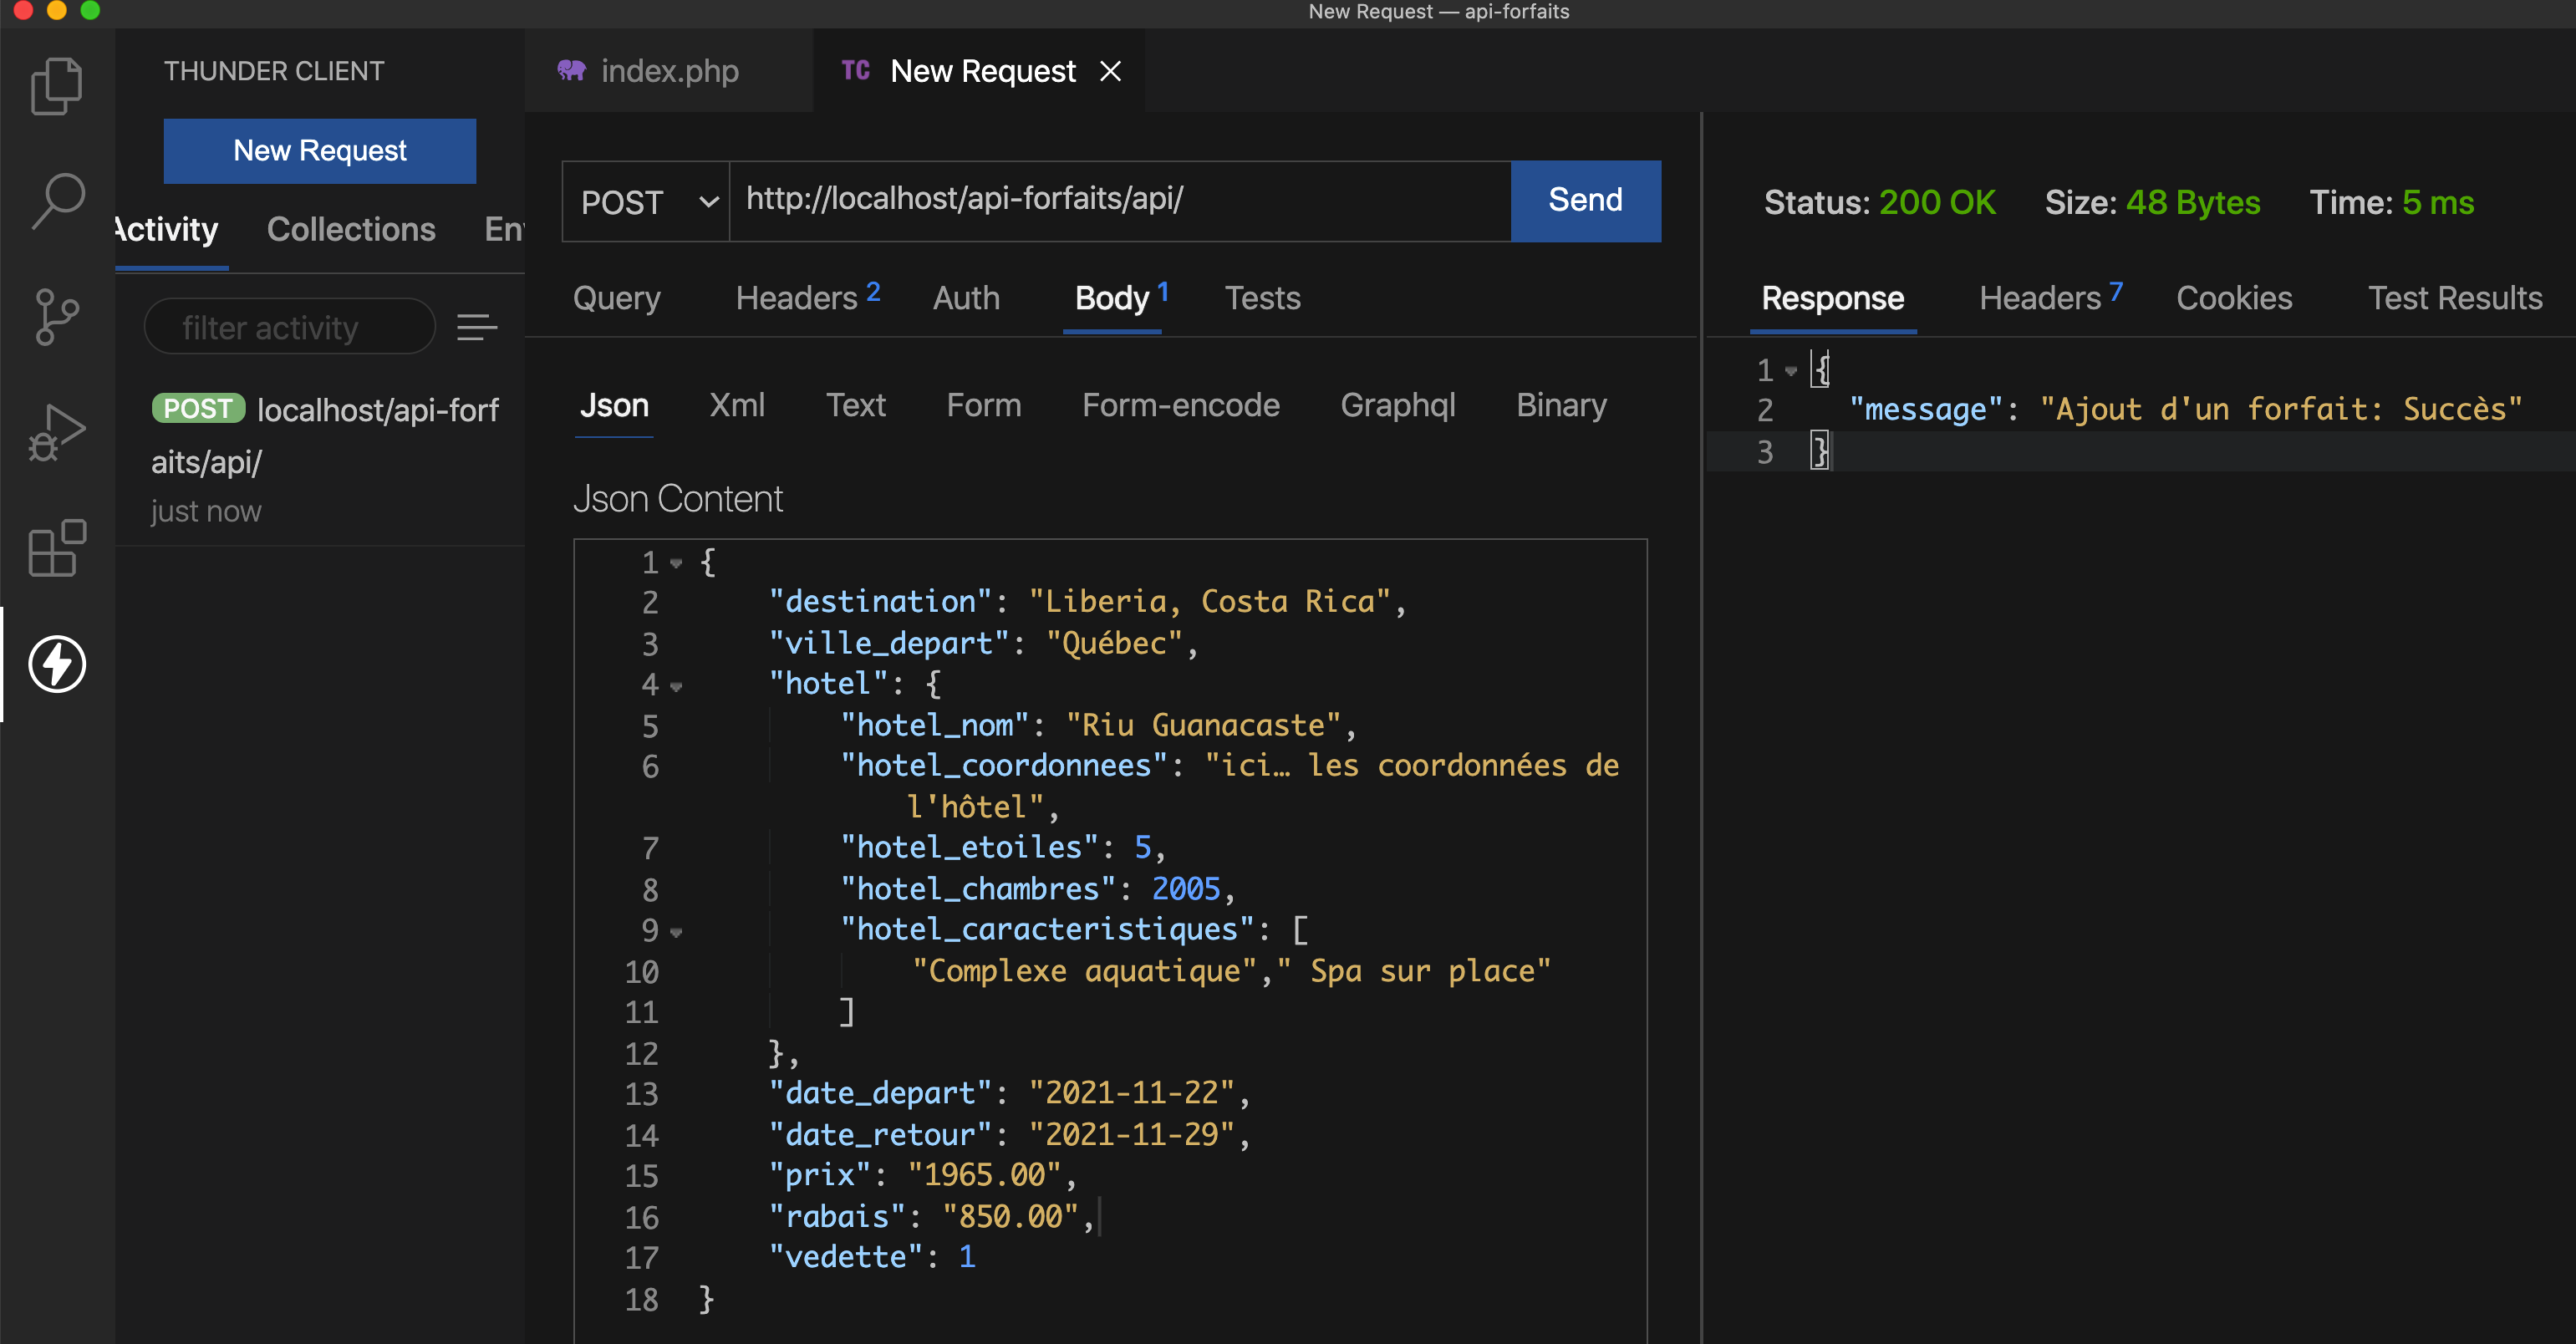 New Request — api-forfaits
THUNDER CLIENT
New Request
Activity Collections En
filter activity
POST localhost/api-forf
aits/api/
just now
index.php
TC New Request
POST http://localhost/api-forfaits/api/ Send
Query Headers 2 Auth Body 1 Tests
Json Xml Text Form Form-encode Graphql Binary
Json Content
1 {
2 "destination": "Liberia, Costa Rica",
3 "ville_depart": "Québec",
4 "hotel": {
5 "hotel_nom": "Riu Guanacaste",
6 "hotel_coordonnees": "ici… les coordonnées de
l'hôtel",
7 "hotel_etoiles": 5,
8 "hotel_chambres": 2005,
9 "hotel_caracteristiques": [
10 "Complexe aquatique"," Spa sur place"
11 ]
12 },
13 "date_depart": "2021-11-22",
14 "date_retour": "2021-11-29",
15 "prix": "1965.00",
16 "rabais": "850.00",
17 "vedette": 1
18 }
Status: 200 OK Size: 48 Bytes Time: 5 ms
Response Headers 7 Cookies Test Results
1 {
2 "message": "Ajout d'un forfait: Succès"
3 }